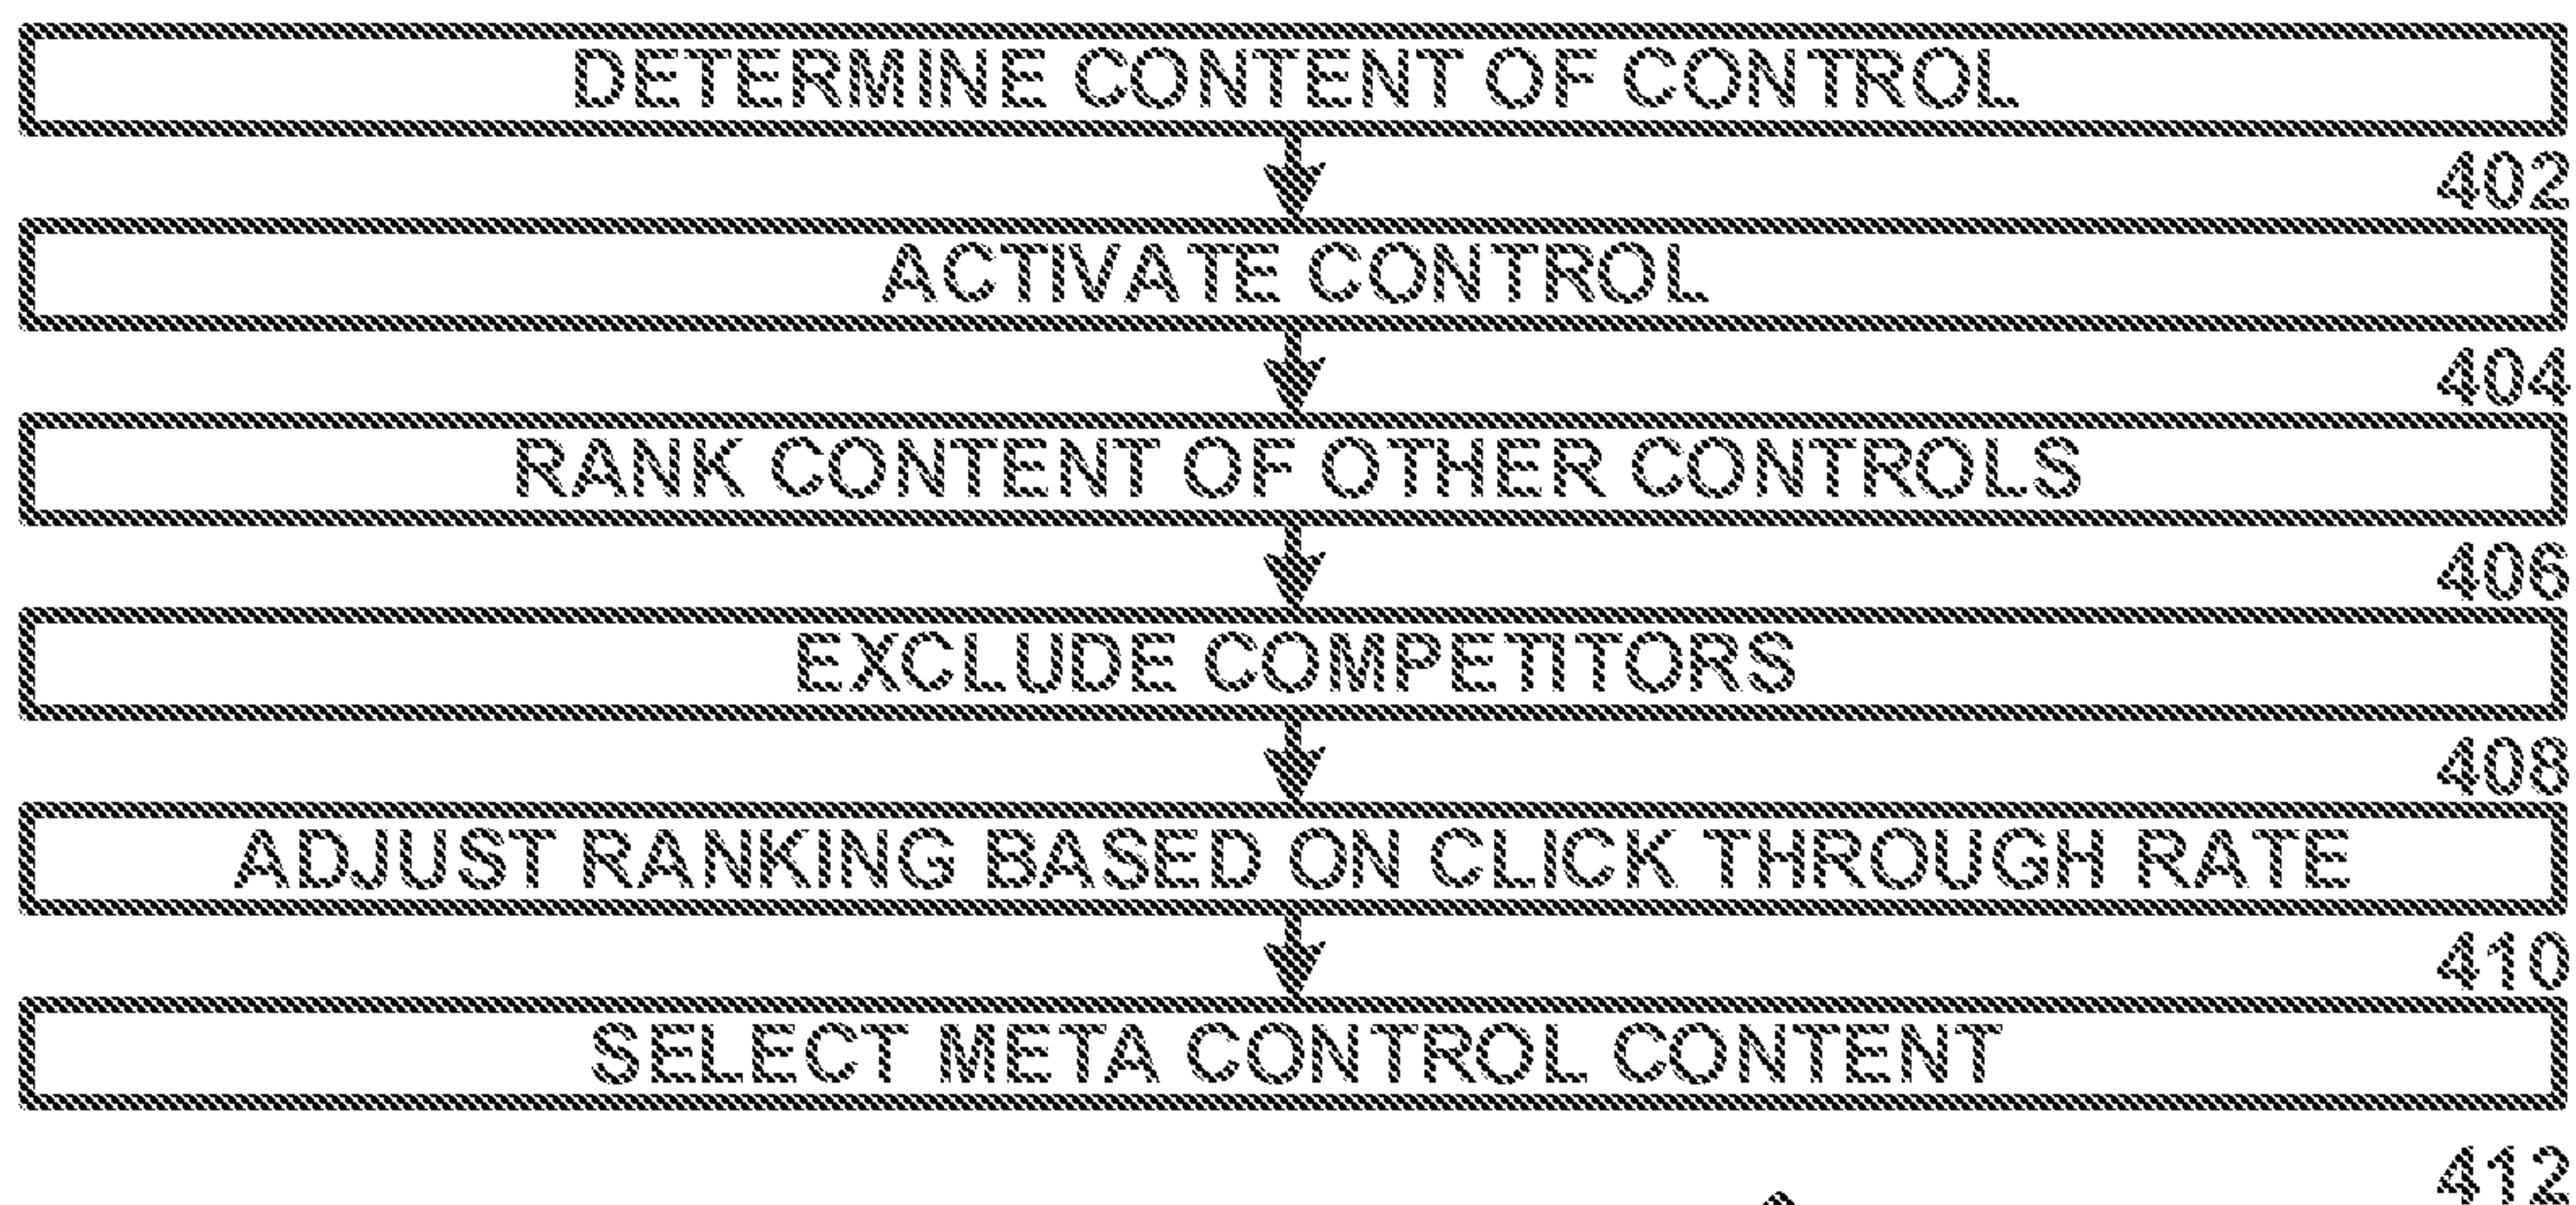 DETERMINE CONTENT OF CONTROL
402
ACTIVATE CONTROL
404
RANK CONTENT OF OTHER CONTROLS
406
EXCLUDE COMPETITORS
408
ADJUST RANKING BASED ON CLICK THROUGH RATE
410
SELECT META CONTROL CONTENT
412